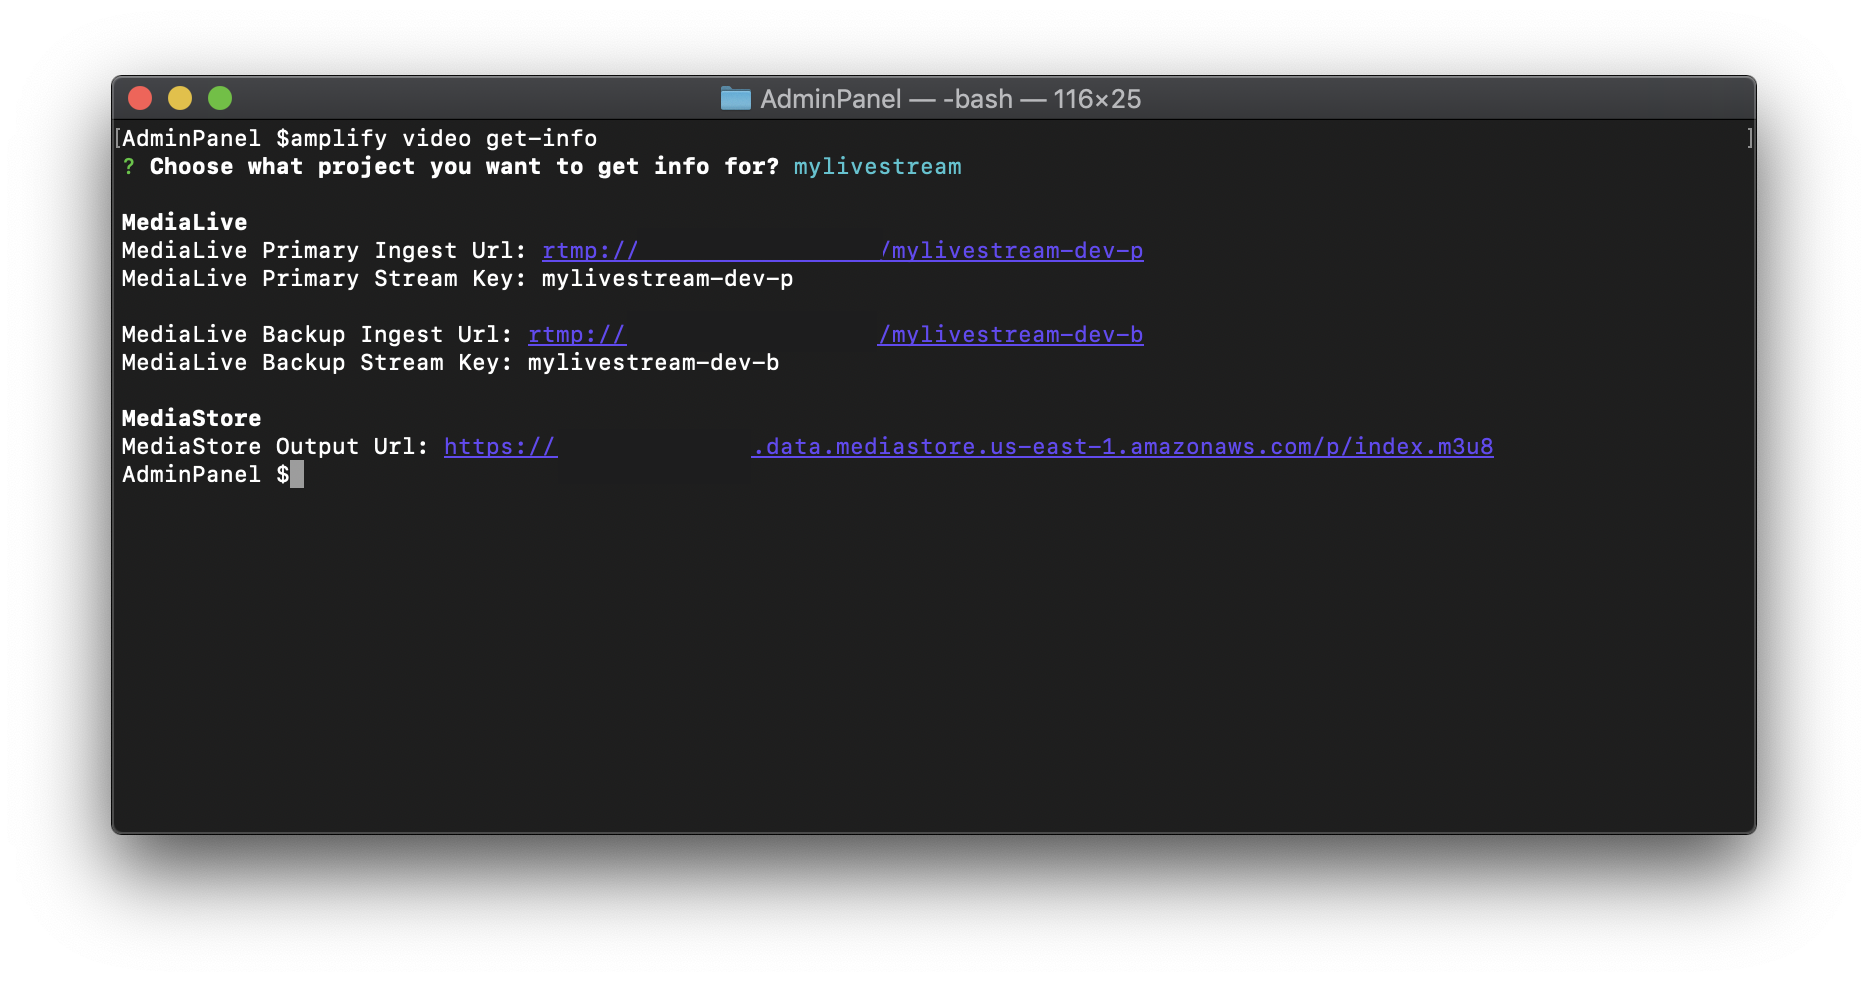 AdminPanel — -bash — 116×25
[AdminPanel $amplify video get-info ]
? Choose what project you want to get info for? mylivestream
MediaLive
MediaLive Primary Ingest Url: rtmp:// /mylivestream-dev-p
MediaLive Primary Stream Key: mylivestream-dev-p
MediaLive Backup Ingest Url: rtmp:// /mylivestream-dev-b
MediaLive Backup Stream Key: mylivestream-dev-b
MediaStore
MediaStore Output Url: https:// .data.mediastore.us-east-1.amazonaws.com/p/index.m3u8
AdminPanel $